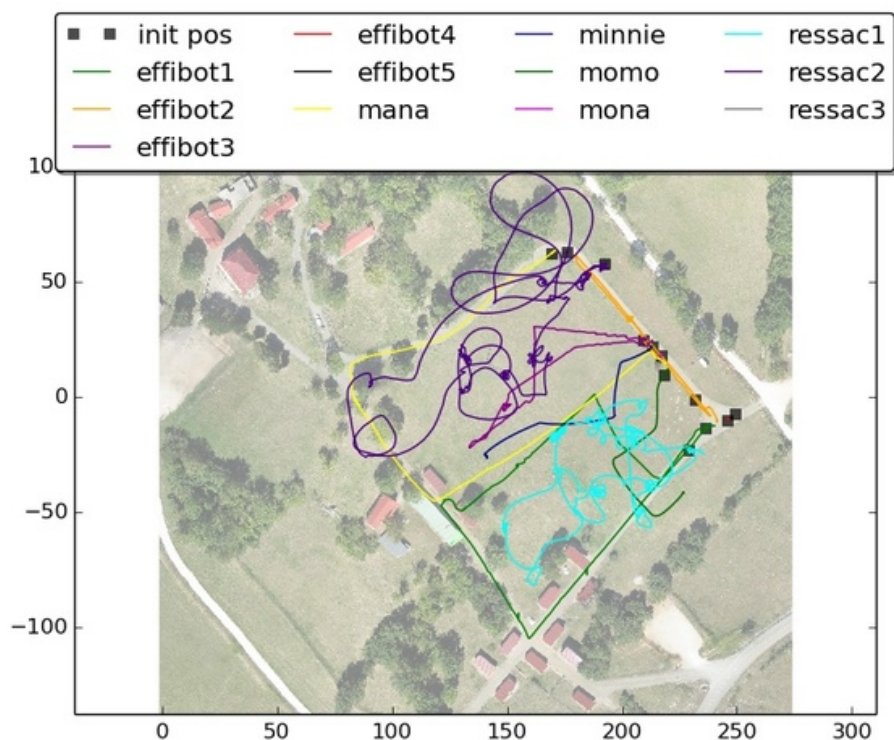 init pos effibot4 minnie ressac1
effibot1 effibot5 momo ressac2
effibot2 mana mona ressac3
effibot3
10
50
0
−50
−100
0 50 100 150 200 250 300